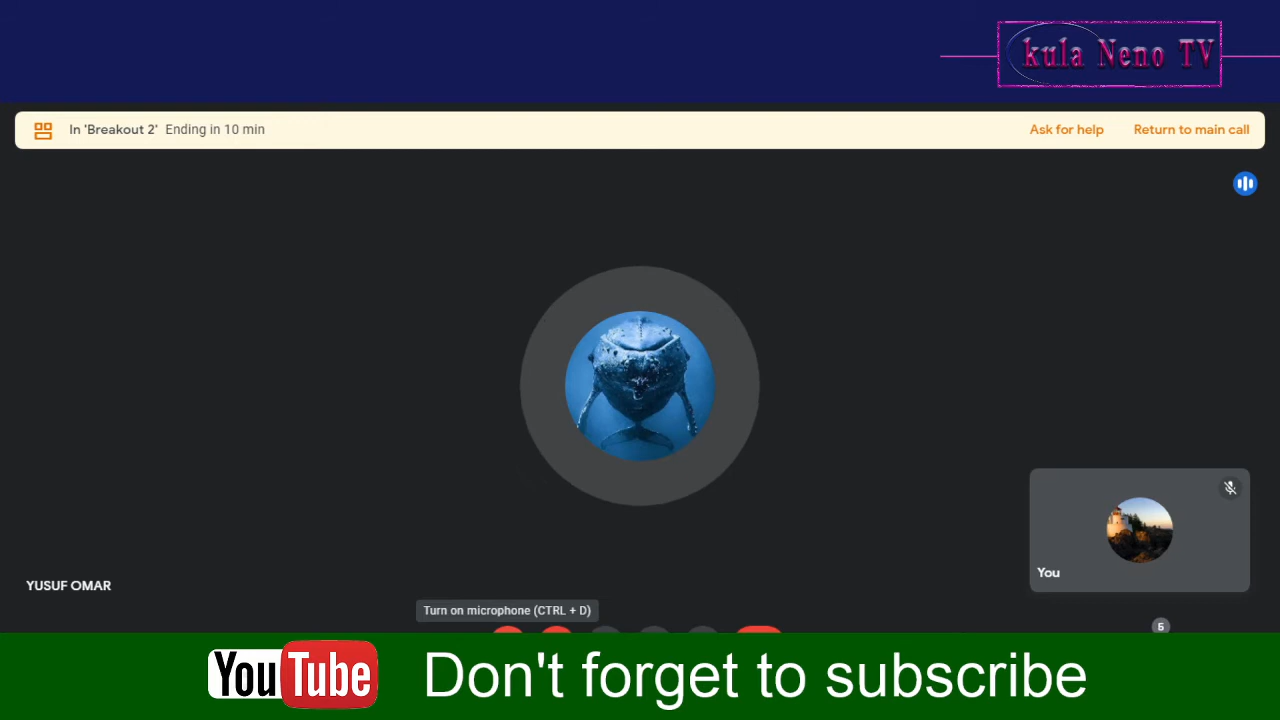 kula Neno TV
In 'Breakout 2' Ending in 10 min
Ask for help
Return to main call
You
YUSUF OMAR
Turn on microphone (CTRL + D)
5
YouTube
Don't forget to subscribe